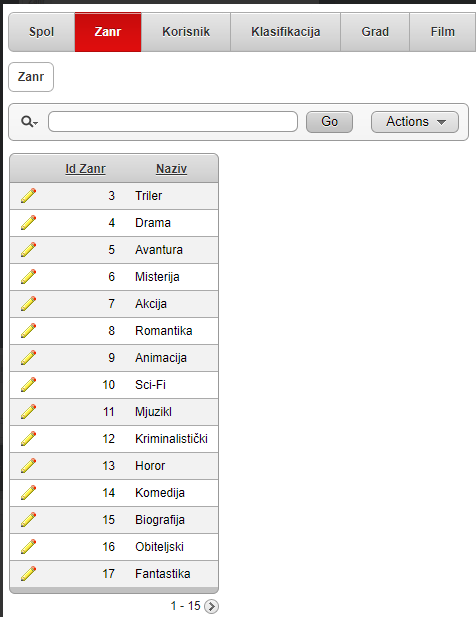 Spol Zanr Korisnik Klasifikacija Grad Film
Zanr
Go Actions
Id Zanr Naziv
3 Triler
4 Drama
5 Avantura
6 Misterija
7 Akcija
8 Romantika
9 Animacija
10 Sci-Fi
11 Mjuzikl
12 Kriminalistički
13 Horor
14 Komedija
15 Biografija
16 Obiteljski
17 Fantastika
1 - 15